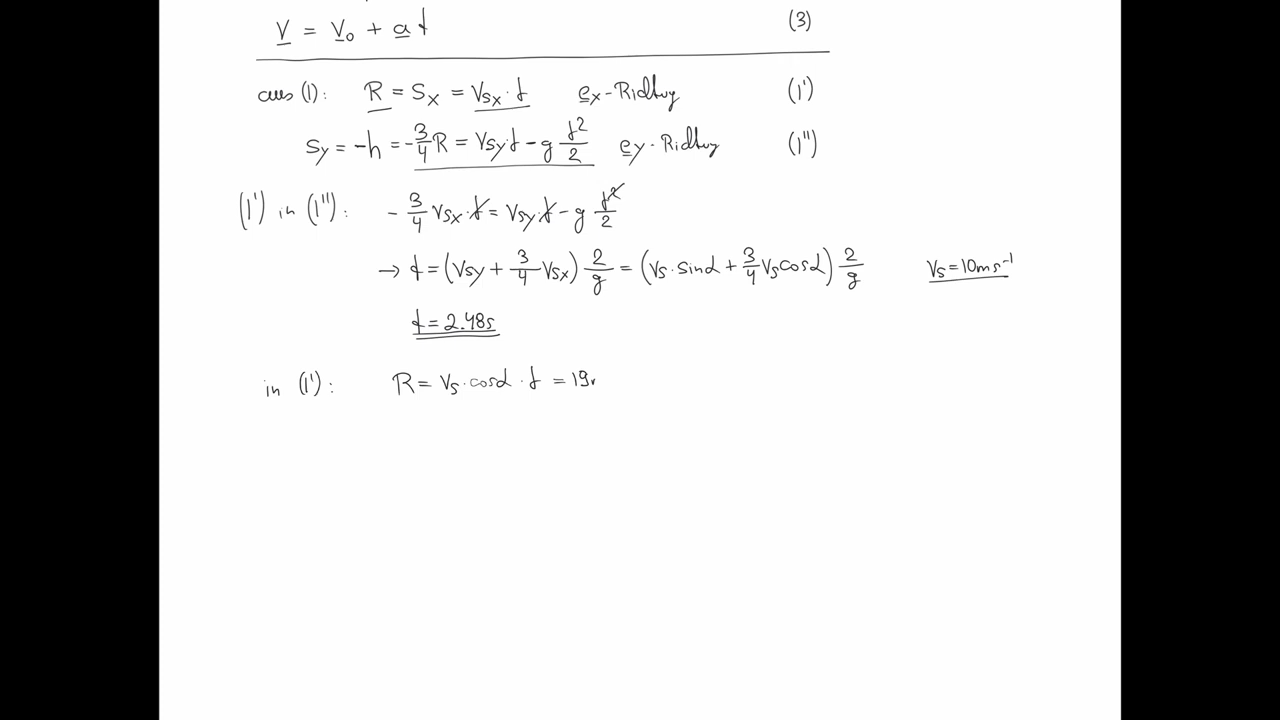 v = v₀ + a t (3)
aus (1): R = Sx = vSx · t ex-Richtung (1')
Sy = -h = -3/4 R = vSy t - g t²/2 ey-Richtung (1'')
(1') in (1''): - 3/4 vSx · t = vSy t - g t²/2
→ t = (vSy + 3/4 vSx) 2/g = (vS · sinα + 3/4 vS cosα) 2/g vS = 10ms⁻¹
t = 2.48s
in (1'): R = vS · cosα · t = 19